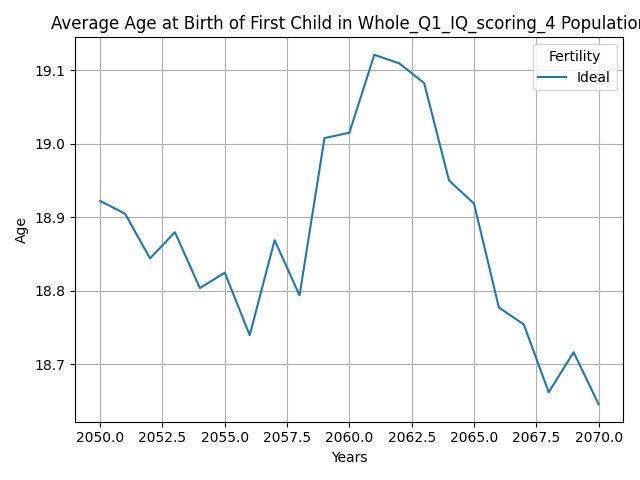 Average Age at Birth of First Child in Whole_Q1_IQ_scoring_4 Population
Fertility
Ideal
19.1
19.0
18.9
18.8
18.7
Age
2050.0 2052.5 2055.0 2057.5 2060.0 2062.5 2065.0 2067.5 2070.0
Years